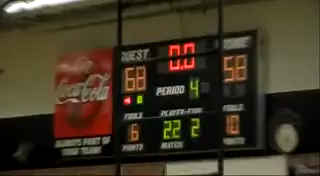 Coca-Cola
ALWAYS PART OF
YOUR TEAM
GUEST 0.0 HOME
68 58
PERIOD 4
8
FOULS PLAYER-FOUL FOULS
6 22 2 10
POINTS MATCH POINTS